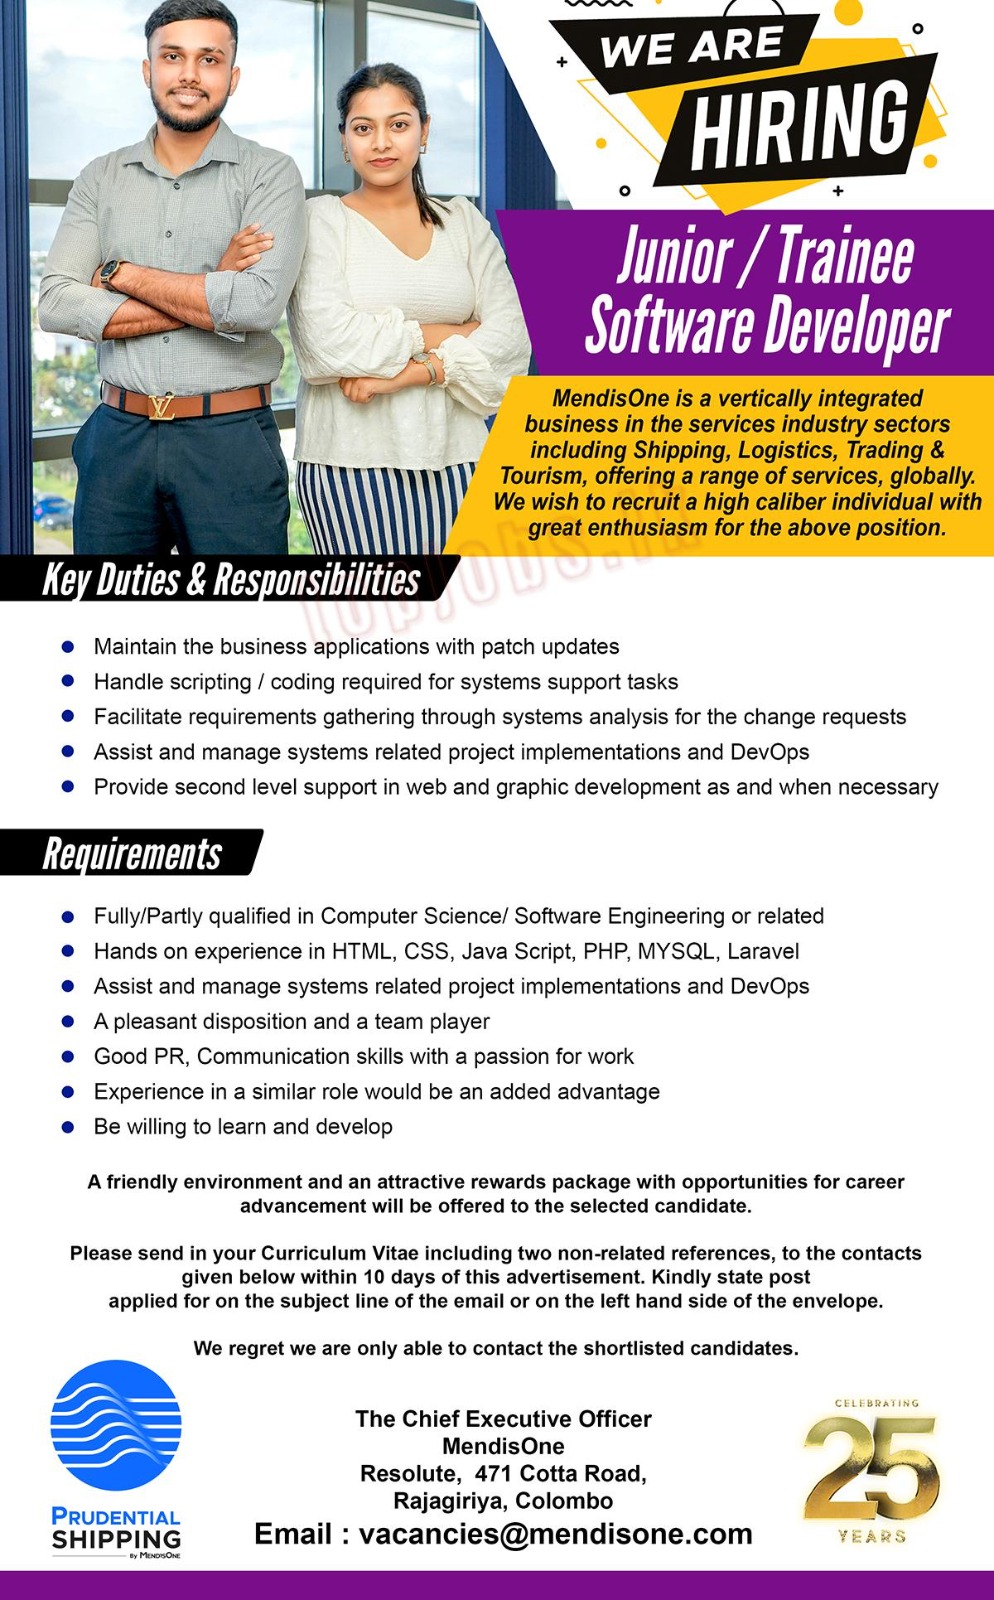 WE ARE
HIRING
Junior / Trainee
Software Developer
MendisOne is a vertically integrated
business in the services industry sectors
including Shipping, Logistics, Trading &
Tourism, offering a range of services, globally.
We wish to recruit a high caliber individual with
great enthusiasm for the above position.
topjobs.lk
Key Duties & Responsibilities
Maintain the business applications with patch updates
Handle scripting / coding required for systems support tasks
Facilitate requirements gathering through systems analysis for the change requests
Assist and manage systems related project implementations and DevOps
Provide second level support in web and graphic development as and when necessary
Requirements
Fully/Partly qualified in Computer Science/ Software Engineering or related
Hands on experience in HTML, CSS, Java Script, PHP, MYSQL, Laravel
Assist and manage systems related project implementations and DevOps
A pleasant disposition and a team player
Good PR, Communication skills with a passion for work
Experience in a similar role would be an added advantage
Be willing to learn and develop
A friendly environment and an attractive rewards package with opportunities for career
advancement will be offered to the selected candidate.
Please send in your Curriculum Vitae including two non-related references, to the contacts
given below within 10 days of this advertisement. Kindly state post
applied for on the subject line of the email or on the left hand side of the envelope.
We regret we are only able to contact the shortlisted candidates.
The Chief Executive Officer
MendisOne
Resolute,  471 Cotta Road,
Rajagiriya, Colombo
Email : vacancies@mendisone.com
PRUDENTIAL
SHIPPING
BY MENDISONE
CELEBRATING
25
YEARS